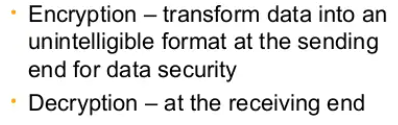 • Encryption – transform data into an
unintelligible format at the sending
end for data security
• Decryption – at the receiving end